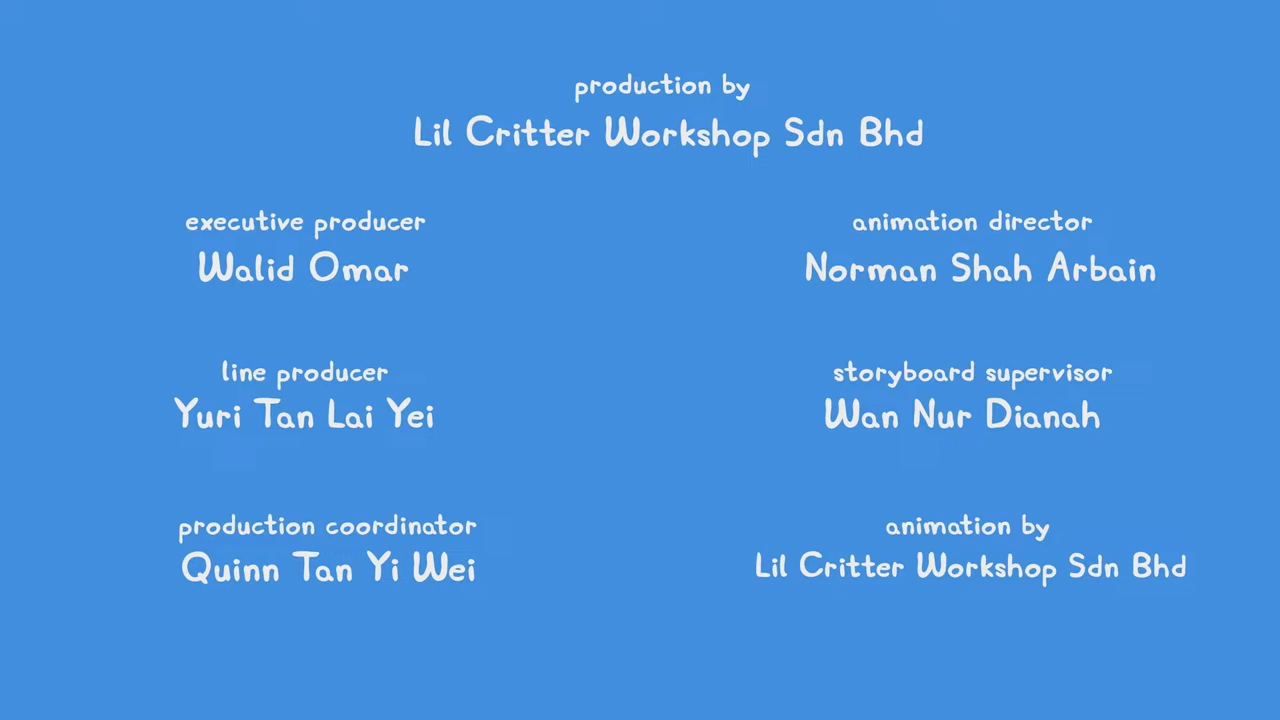 production by
Lil Critter Workshop Sdn Bhd
executive producer
Walid Omar
animation director
Norman Shah Arbain
line producer
Yuri Tan Lai Yei
storyboard supervisor
Wan Nur Dianah
production coordinator
Quinn Tan Yi Wei
animation by
Lil Critter Workshop Sdn Bhd